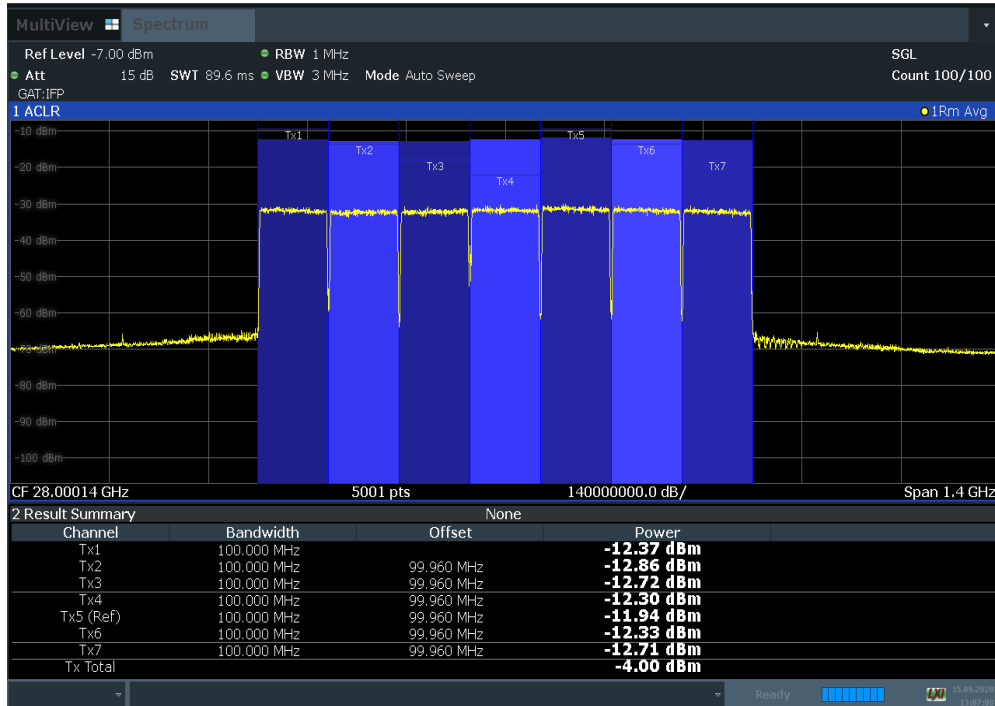 MultiView Spectrum
Ref Level -7.00 dBm RBW 1 MHz SGL
Att 15 dB SWT 89.6 ms VBW 3 MHz Mode Auto Sweep Count 100/100
GAT:IFP
1 ACLR 1Rm Avg
-10 dBm
Tx1 Tx5
Tx2 Tx6
Tx3 Tx7
-20 dBm
Tx4
-30 dBm
-40 dBm
-50 dBm
-60 dBm
-70 dBm
-80 dBm
-90 dBm
-100 dBm
CF 28.00014 GHz 5001 pts 140000000.0 dB/ Span 1.4 GHz
2 Result Summary None
Channel Bandwidth Offset Power
Tx1 100.000 MHz -12.37 dBm
Tx2 100.000 MHz 99.960 MHz -12.86 dBm
Tx3 100.000 MHz 99.960 MHz -12.72 dBm
Tx4 100.000 MHz 99.960 MHz -12.30 dBm
Tx5 (Ref) 100.000 MHz 99.960 MHz -11.94 dBm
Tx6 100.000 MHz 99.960 MHz -12.33 dBm
Tx7 100.000 MHz 99.960 MHz -12.71 dBm
Tx Total -4.00 dBm
Ready LXI 15.09.2020
13:07:00